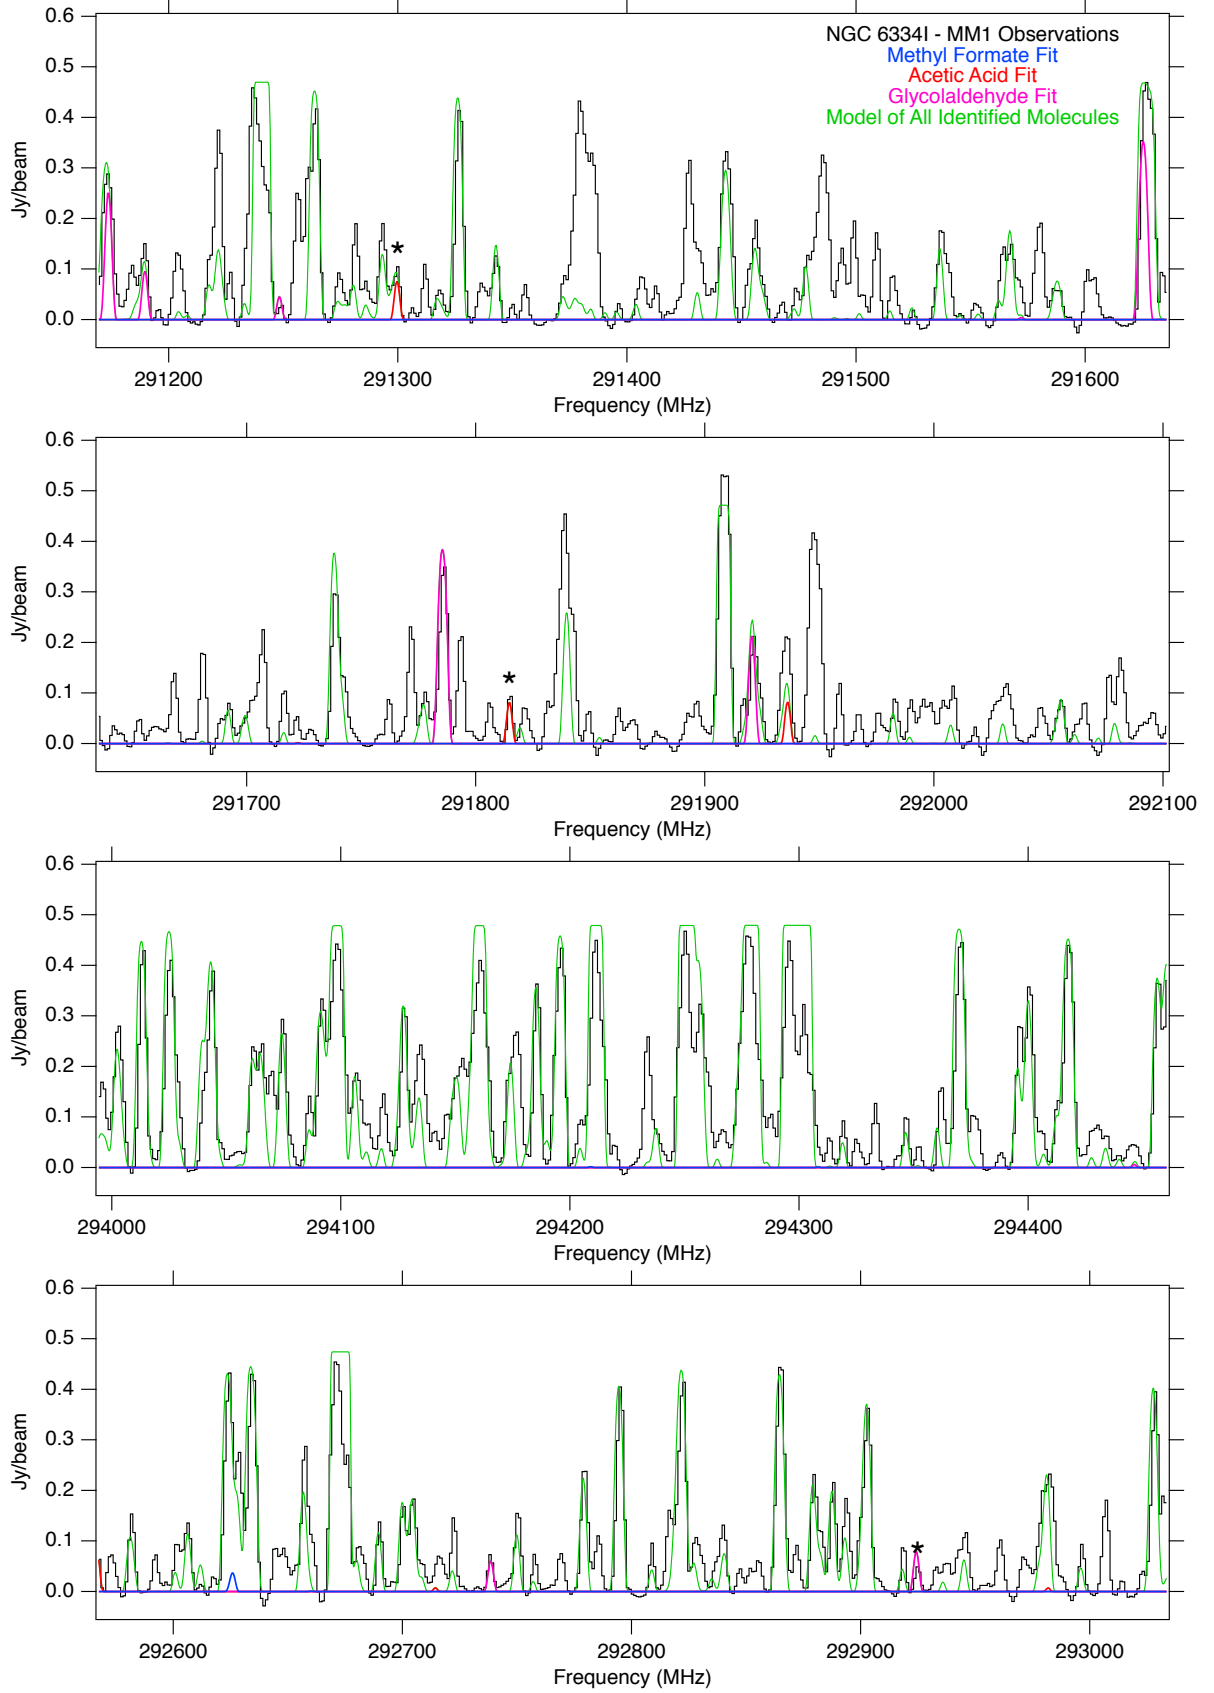 0.6
0.5
0.4
0.3
0.2
0.1
0.0
Jy/beam
NGC 6334I - MM1 Observations
Methyl Formate Fit
Acetic Acid Fit
Glycolaldehyde Fit
Model of All Identified Molecules
*
291200 291300 291400 291500 291600
Frequency (MHz)
0.6
0.5
0.4
0.3
0.2
0.1
0.0
Jy/beam
*
291700 291800 291900 292000 292100
Frequency (MHz)
0.6
0.5
0.4
0.3
0.2
0.1
0.0
Jy/beam
294000 294100 294200 294300 294400
Frequency (MHz)
0.6
0.5
0.4
0.3
0.2
0.1
0.0
Jy/beam
*
292600 292700 292800 292900 293000
Frequency (MHz)